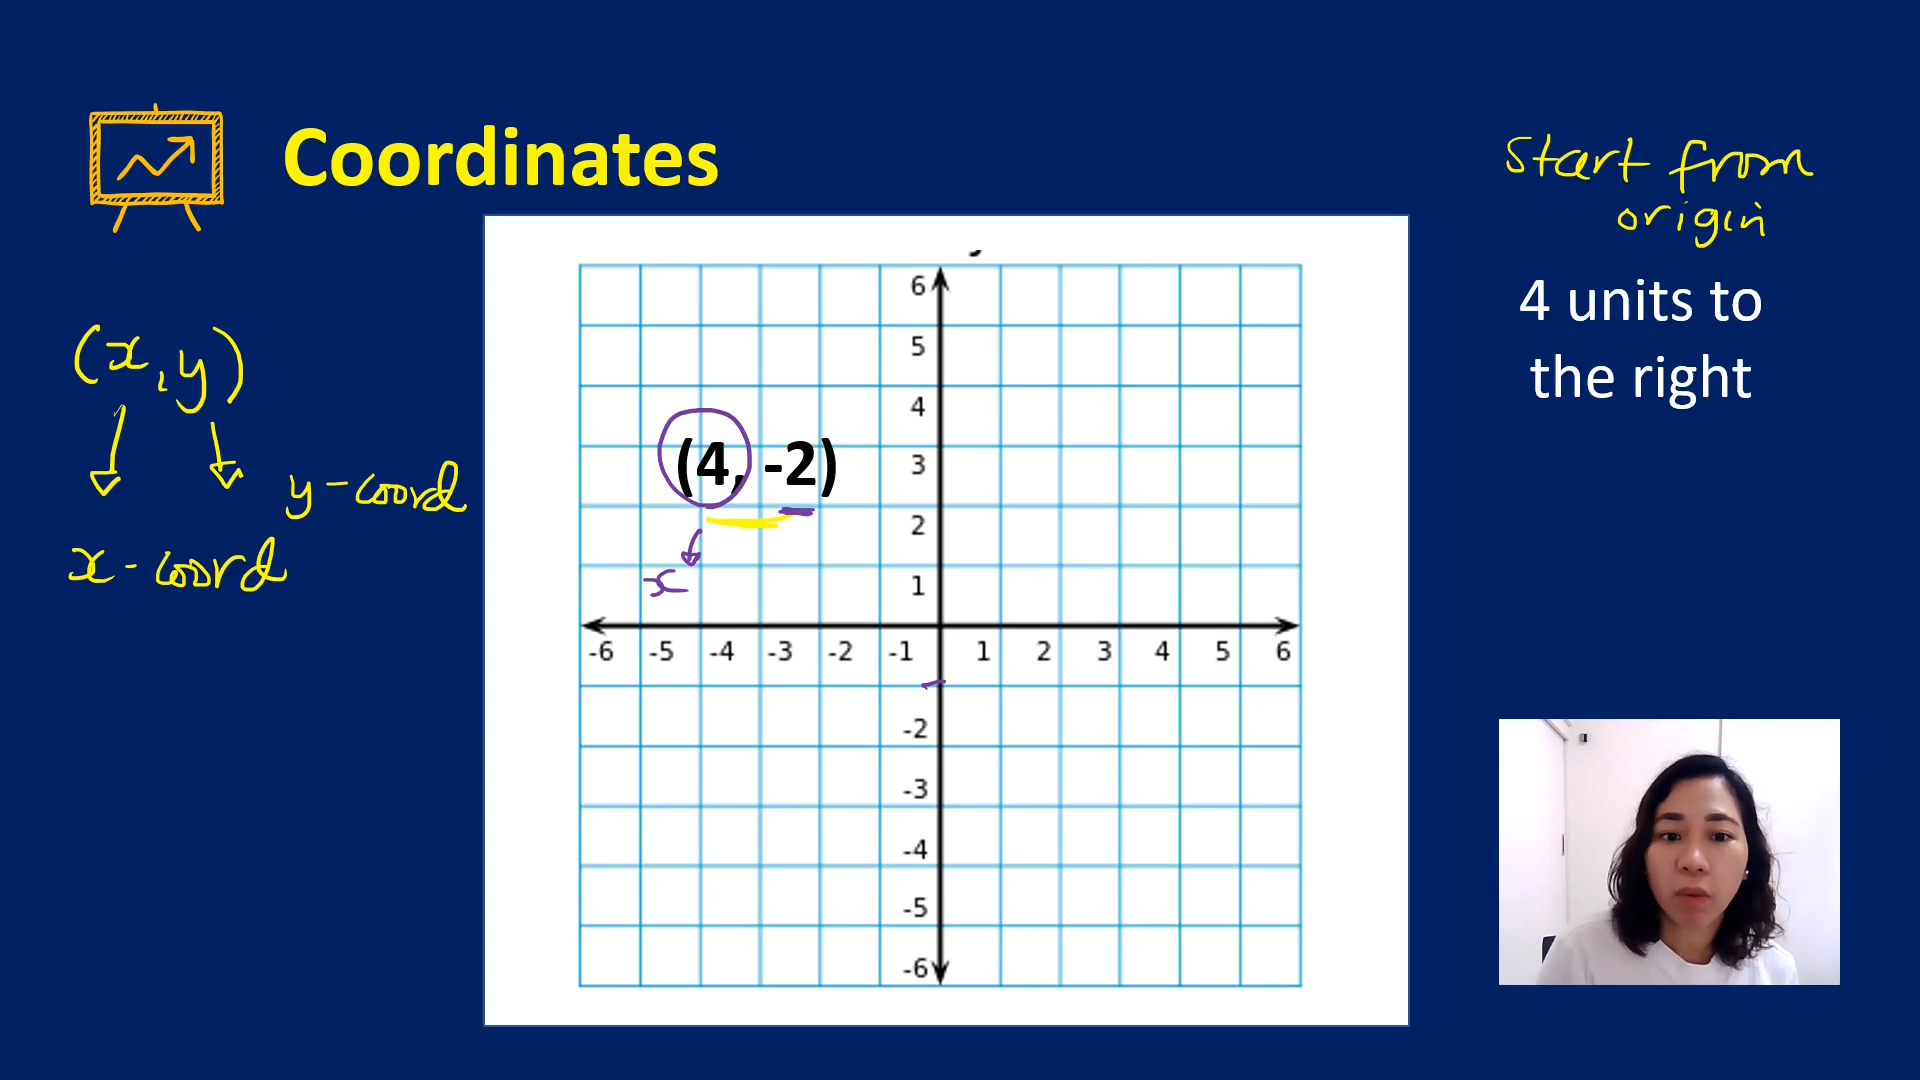 Coordinates
start from
origin
4 units to
the right
(x, y)
y-coord
x-coord
(4, -2)
x
6
5
4
3
2
1
-6 -5 -4 -3 -2 -1 1 2 3 4 5 6
-2
-3
-4
-5
-6